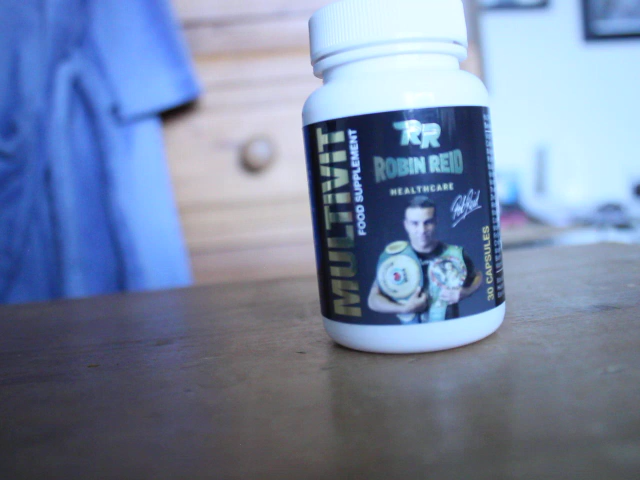 RR
ROBIN REID
HEALTHCARE
MULTIVIT
FOOD SUPPLEMENT
30 CAPSULES